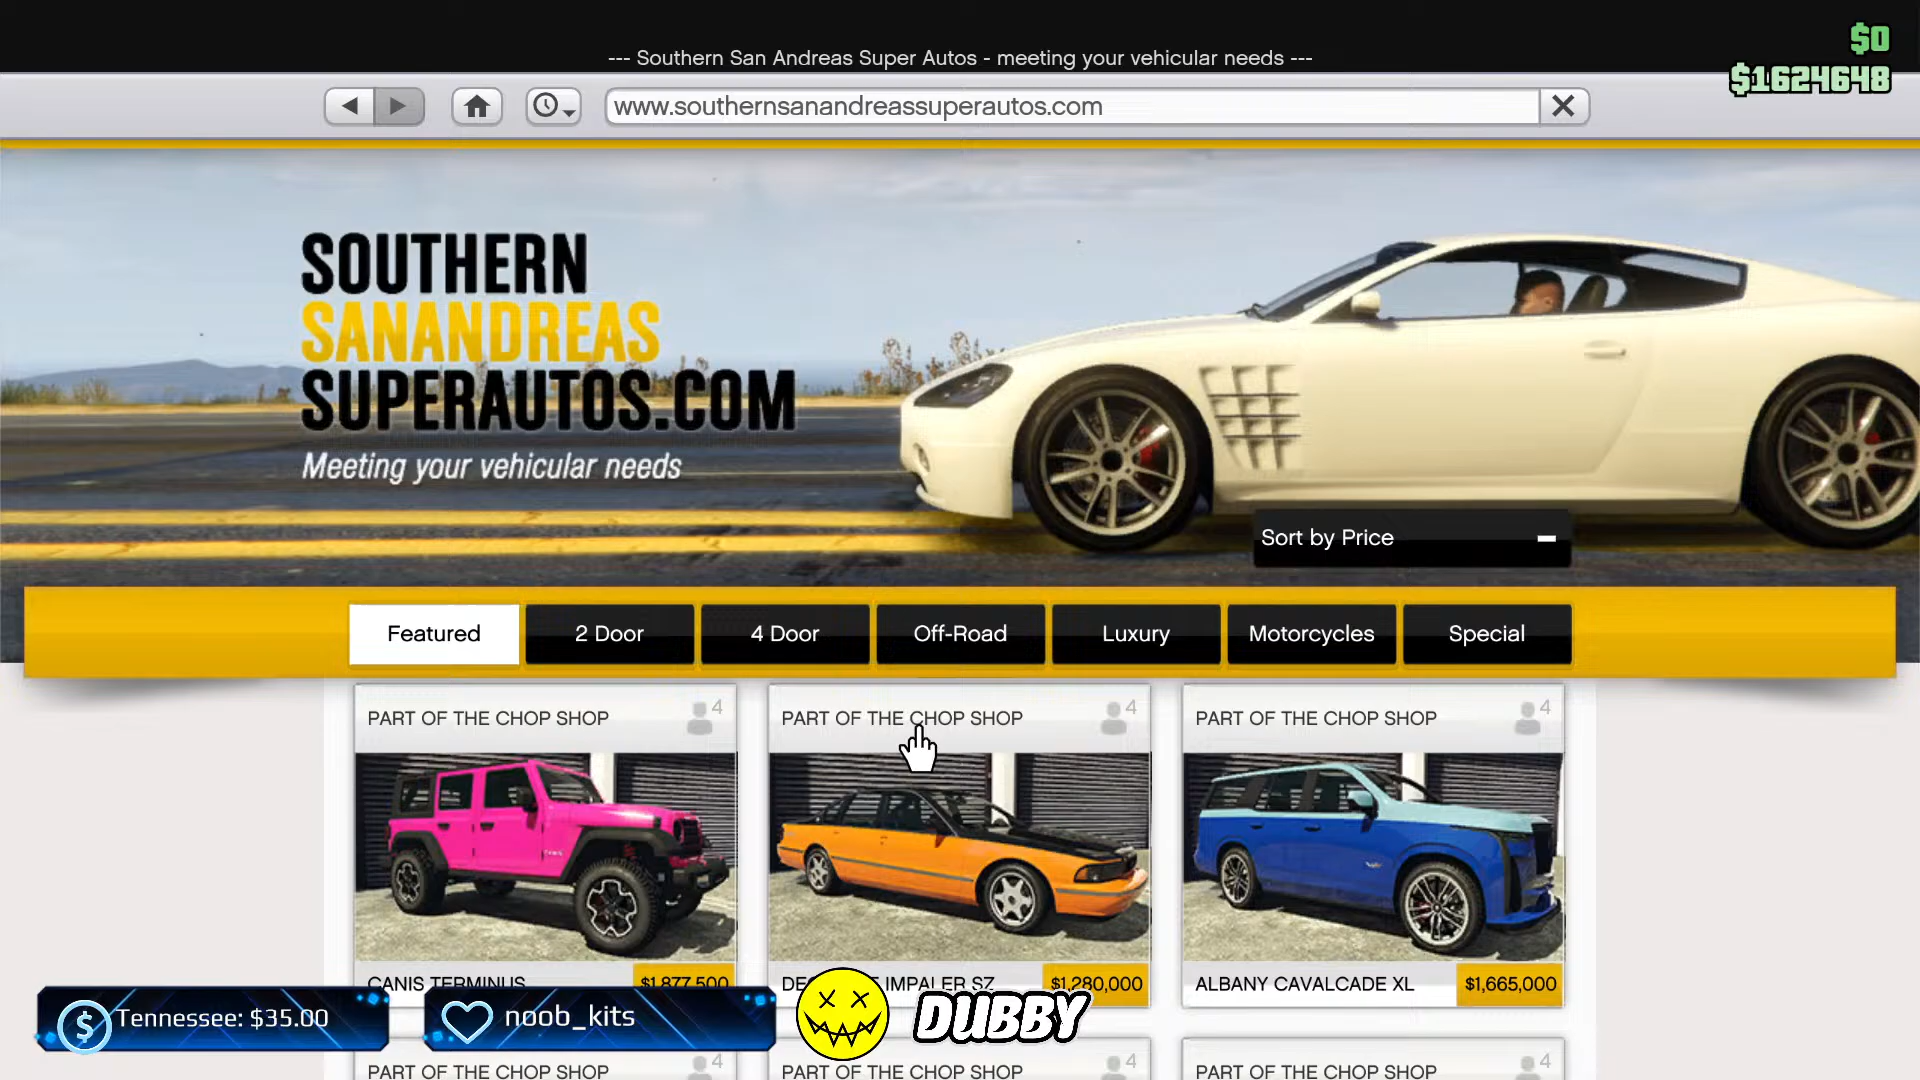 $0
--- Southern San Andreas Super Autos - meeting your vehicular needs ---
$1624648
www.southernsanandreassuperautos.com
SOUTHERN
SANANDREAS
SUPERAUTOS.COM
Meeting your vehicular needs
Sort by Price
Featured
2 Door
4 Door
Off-Road
Luxury
Motorcycles
Special
PART OF THE CHOP SHOP
4
PART OF THE CHOP SHOP
4
PART OF THE CHOP SHOP
4
CANIS TERMINUS
$1,877,500
IMPALER SZ
$1,280,000
ALBANY CAVALCADE XL
$1,665,000
Tennessee: $35.00
noob_kits
DUBBY
PART OF THE CHOP SHOP
4
PART OF THE CHOP SHOP
4
PART OF THE CHOP SHOP
4